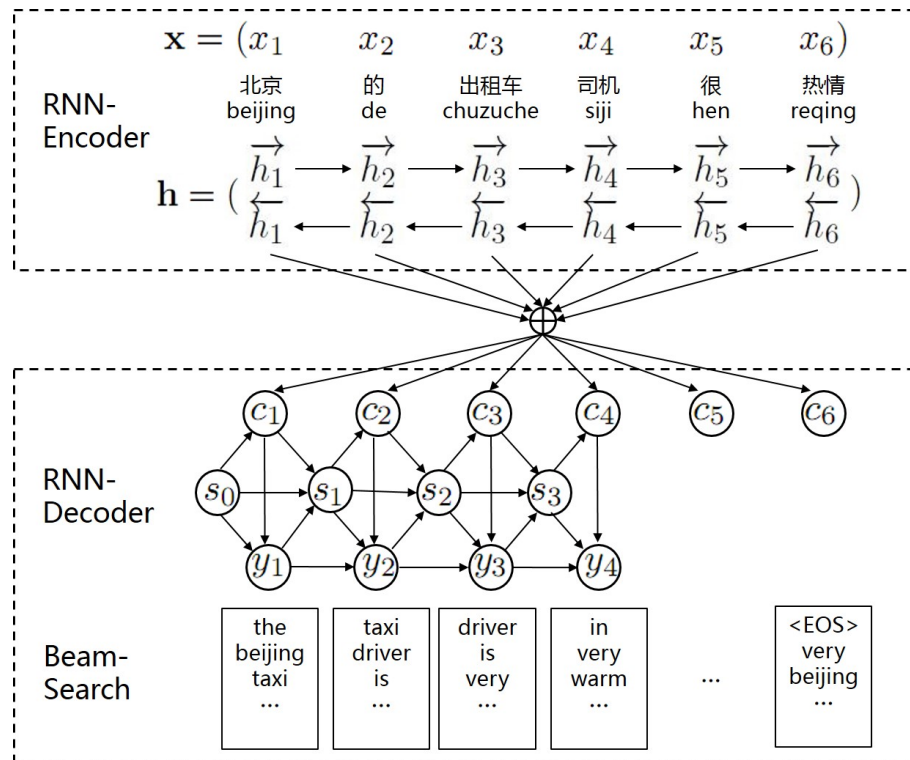 x = (x₁ x₂ x₃ x₄ x₅ x₆)
北京 的 出租车 司机 很 热情
beijing de chuzuche siji hen reqing
RNN-
Encoder
→h₁ →h₂ →h₃ →h₄ →h₅ →h₆
h = ( )
←h₁ ←h₂ ←h₃ ←h₄ ←h₅ ←h₆
c₁ c₂ c₃ c₄ c₅ c₆
RNN-
Decoder
s₀ s₁ s₂ s₃
y₁ y₂ y₃ y₄
Beam-
Search
the
beijing
taxi
...
taxi
driver
is
...
driver
is
very
...
in
very
warm
...
...
<EOS>
very
beijing
...